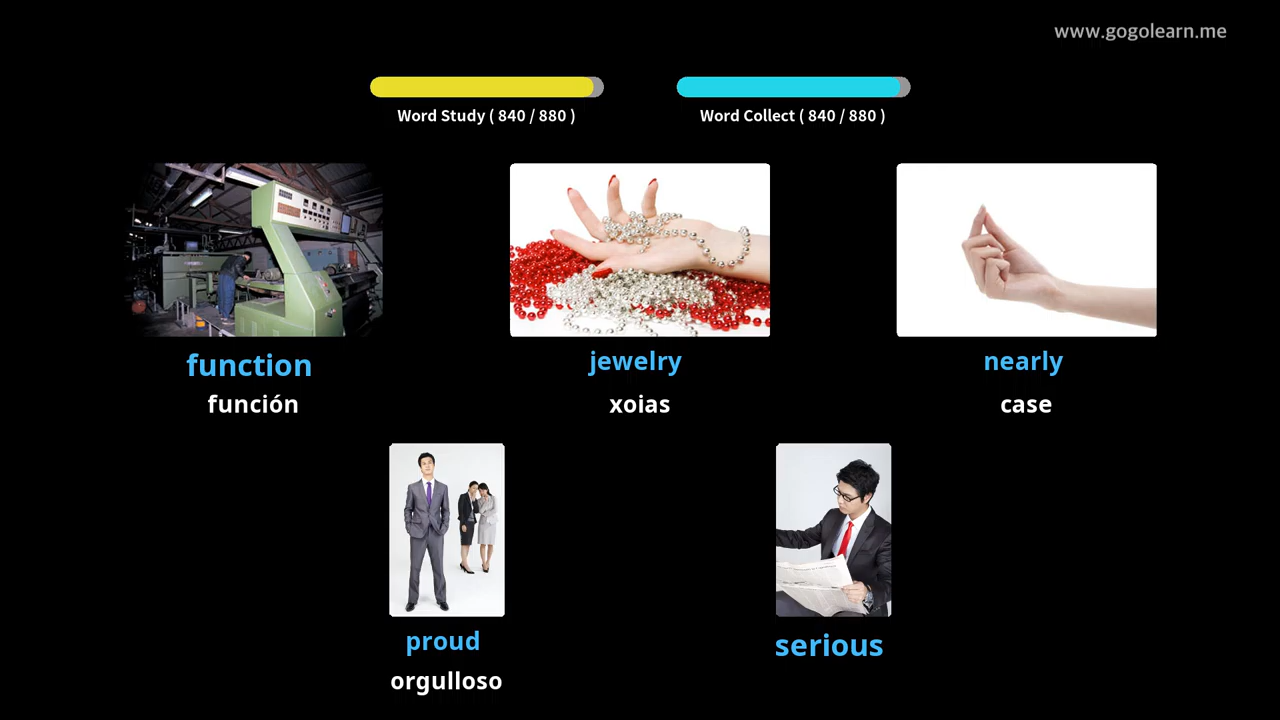 www.gogolearn.me
Word Study ( 840 / 880 )
Word Collect ( 840 / 880 )
function
función
jewelry
xoias
nearly
case
proud
orgulloso
serious